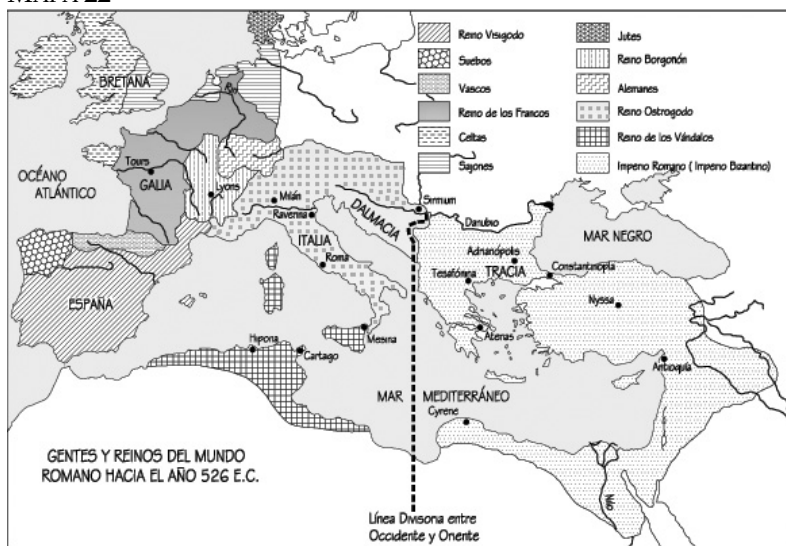 MAPA 22
Reino Visigodo
Suebos
Vascos
Reino de los Francos
Celtas
Sajones
Jutes
Reino Borgoñón
Alemanes
Reino Ostrogodo
Reino de los Vándalos
Imperio Romano (Imperio Bizantino)
BRETAÑA
OCÉANO
ATLÁNTICO
Tours
GALIA
Lyons
Milán
Ravenna
ITALIA
Roma
DALMACIA
Sirmium
Danubio
MAR NEGRO
Adrianópolis
TRACIA
Constantinopla
Tesalónina
Nyssa
Atenas
Antioquía
ESPAÑA
Mesina
Hipona
Cartago
MAR
MEDITERRÁNEO
Cyrene
Nilo
GENTES Y REINOS DEL MUNDO
ROMANO HACIA EL AÑO 526 E.C.
Línea Divisoria entre
Occidente y Oriente